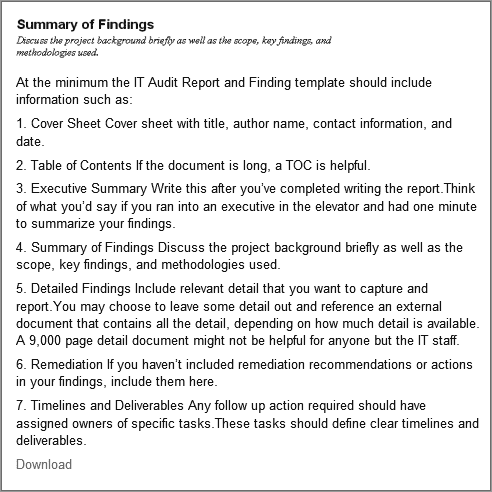 Summary of Findings
Discuss the project background briefly as well as the scope, key findings, and
methodologies used.
At the minimum the IT Audit Report and Finding template should include
information such as:
1. Cover Sheet Cover sheet with title, author name, contact information, and
date.
2. Table of Contents If the document is long, a TOC is helpful.
3. Executive Summary Write this after you've completed writing the report.Think
of what you'd say if you ran into an executive in the elevator and had one minute
to summarize your findings.
4. Summary of Findings Discuss the project background briefly as well as the
scope, key findings, and methodologies used.
5. Detailed Findings Include relevant detail that you want to capture and
report.You may choose to leave some detail out and reference an external
document that contains all the detail, depending on how much detail is available.
A 9,000 page detail document might not be helpful for anyone but the IT staff.
6. Remediation If you haven't included remediation recommendations or actions
in your findings, include them here.
7. Timelines and Deliverables Any follow up action required should have
assigned owners of specific tasks.These tasks should define clear timelines and
deliverables.
Download